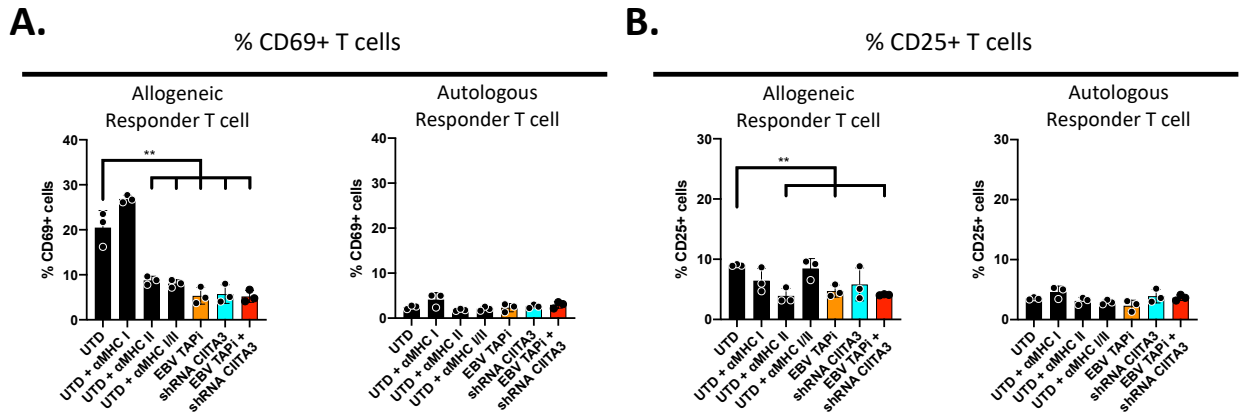 A.
% CD69+ T cells
Allogeneic
Responder T cell
% CD69+ cells
40
30
20
10
0
**
UTD
UTD + αMHC I
UTD + αMHC II
UTD + αMHC I/II
EBV TAPi
shRNA CIITA3
EBV TAPi +
shRNA CIITA3
Autologous
Responder T cell
% CD69+ cells
40
30
20
10
0
UTD
UTD + αMHC I
UTD + αMHC II
UTD + αMHC I/II
EBV TAPi
shRNA CIITA3
EBV TAPi +
shRNA CIITA3
B.
% CD25+ T cells
Allogeneic
Responder T cell
% CD25+ cells
30
20
10
0
**
UTD
UTD + αMHC I
UTD + αMHC II
UTD + αMHC I/II
EBV TAPi
shRNA CIITA3
EBV TAPi +
shRNA CIITA3
Autologous
Responder T cell
% CD25+ cells
30
20
10
0
UTD
UTD + αMHC I
UTD + αMHC II
UTD + αMHC I/II
EBV TAPi
shRNA CIITA3
EBV TAPi +
shRNA CIITA3